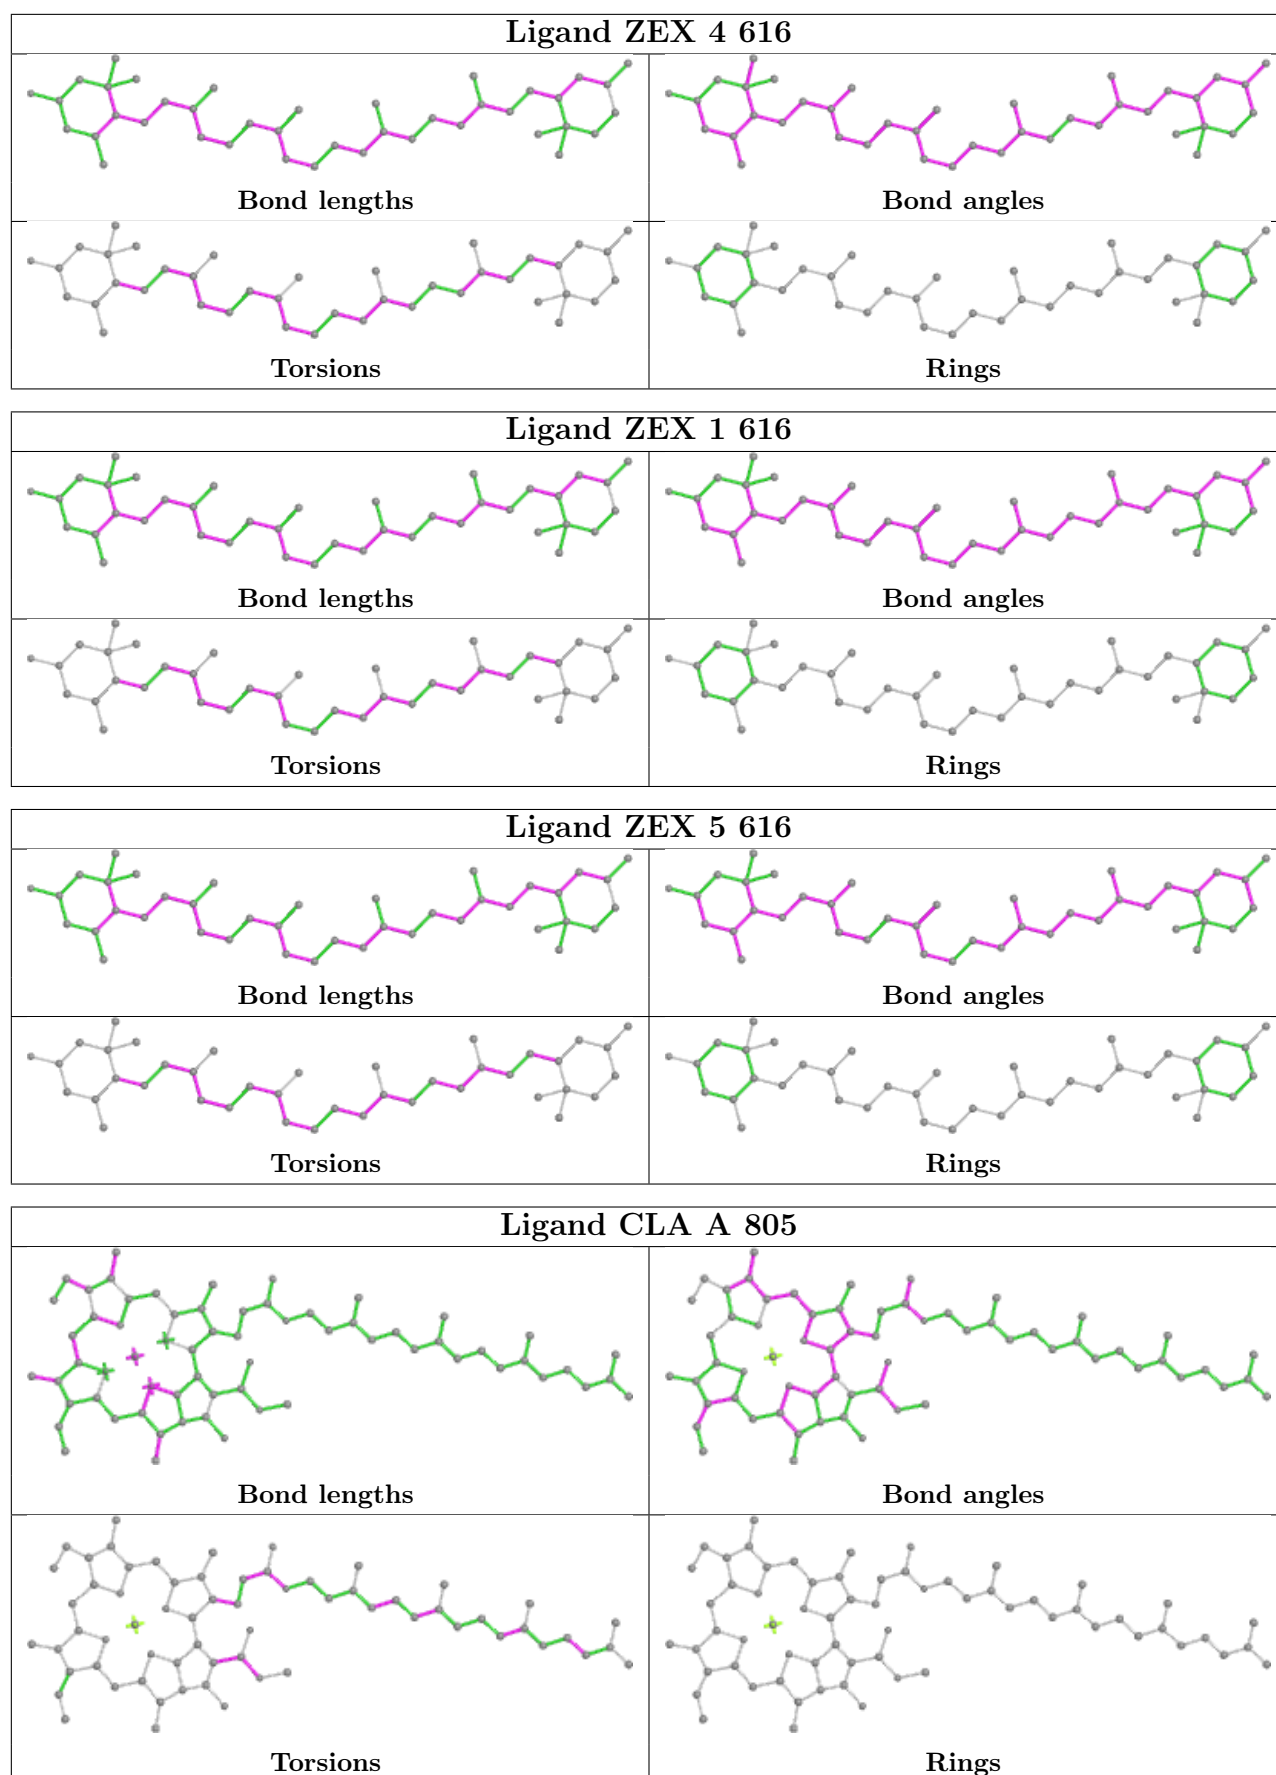 Ligand ZEX 4 616
Bond lengths
Bond angles
Torsions
Rings
Ligand ZEX 1 616
Bond lengths
Bond angles
Torsions
Rings
Ligand ZEX 5 616
Bond lengths
Bond angles
Torsions
Rings
Ligand CLA A 805
Bond lengths
Bond angles
Torsions
Rings